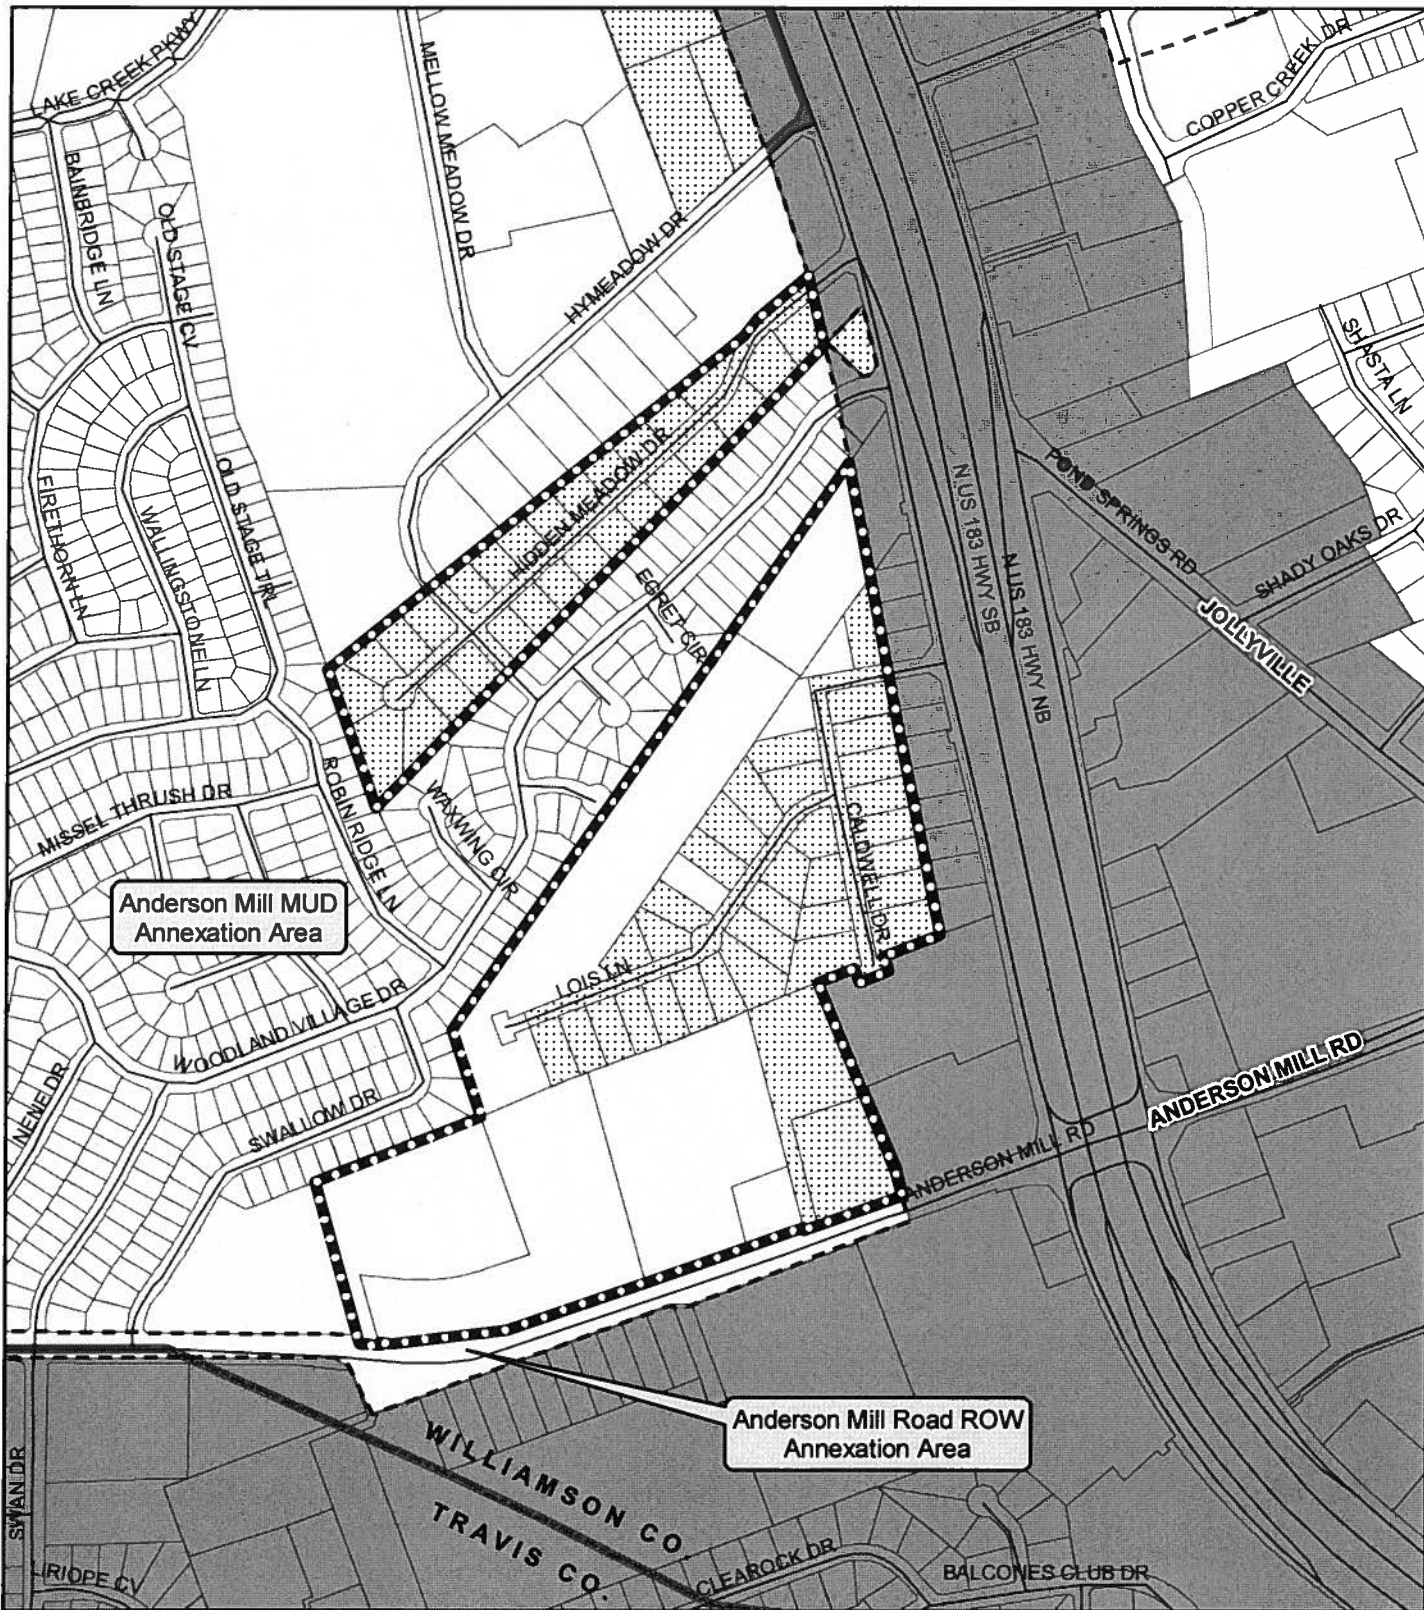 LAKE CREEK PKWY
MELLOW MEADOW DR
COPPER CREEK DR
BAINBRIDGE LN
OLD STAGE CV
HYMEADOW DR
SHASTA LN
FIRETHORN LN
WALLINGSTONE LN
OLD STAGE TRL
HIDDEN MEADOW DR
N US 183 HWY SB
N US 183 HWY NB
POND SPRINGS RD
SHADY OAKS DR
JOLLYVILLE
EGRET CIR
MISSEL THRUSH DR
ROBIN RIDGE LN
WAXWING CIR
CALDWELL DR
Anderson Mill MUD
Annexation Area
LOIS LN
WOODLAND VILLAGE DR
NENE DR
SWALLOW DR
ANDERSON MILL RD
ANDERSON MILL RD
Anderson Mill Road ROW
Annexation Area
WILLIAMSON CO.
TRAVIS CO.
SWAN DR
LIRIOPE CV
CLEAROCK DR
BALCONES CLUB DR